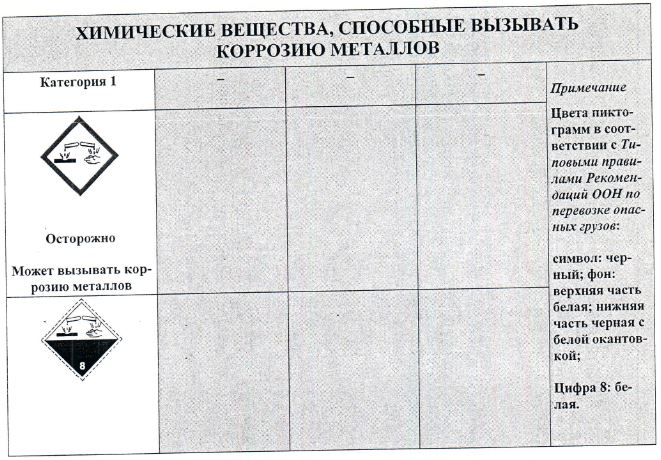 ХИМИЧЕСКИЕ ВЕЩЕСТВА, СПОСОБНЫЕ ВЫЗЫВАТЬ
КОРРОЗИЮ МЕТАЛЛОВ
Категория 1
–
–
–
Примечание
Цвета пикто-
грамм в соот-
ветствии с Ти-
повыми прави-
лами Рекомен-
даций ООН по
перевозке опас-
ных грузов:
символ: чер-
ный; фон:
верхняя часть
белая; нижняя
часть черная с
белой окантов-
кой;
Цифра 8: бе-
лая.
Осторожно
Может вызывать кор-
розию металлов
8